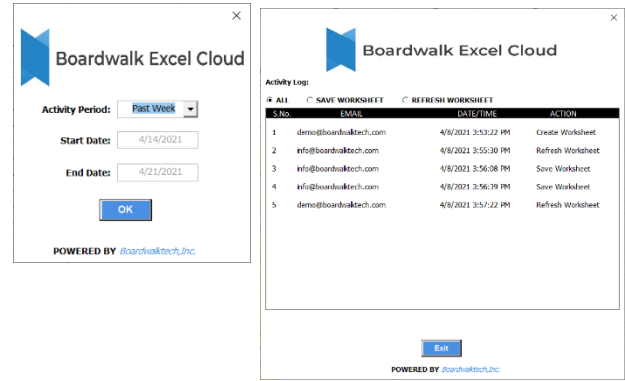 Boardwalk Excel Cloud
Activity Period: Past Week
Start Date: 4/14/2021
End Date: 4/21/2021
OK
POWERED BY Boardwalktech,Inc.
Boardwalk Excel Cloud
Activity Log:
ALL SAVE WORKSHEET REFRESH WORKSHEET
S.No. EMAIL DATE/TIME ACTION
1 demo@boardwalktech.com 4/8/2021 3:53:22 PM Create Worksheet
2 info@boardwalktech.com 4/8/2021 3:55:30 PM Refresh Worksheet
3 info@boardwalktech.com 4/8/2021 3:56:08 PM Save Worksheet
4 info@boardwalktech.com 4/8/2021 3:56:39 PM Save Worksheet
5 demo@boardwalktech.com 4/8/2021 3:57:22 PM Refresh Worksheet
Exit
POWERED BY Boardwalktech,Inc.